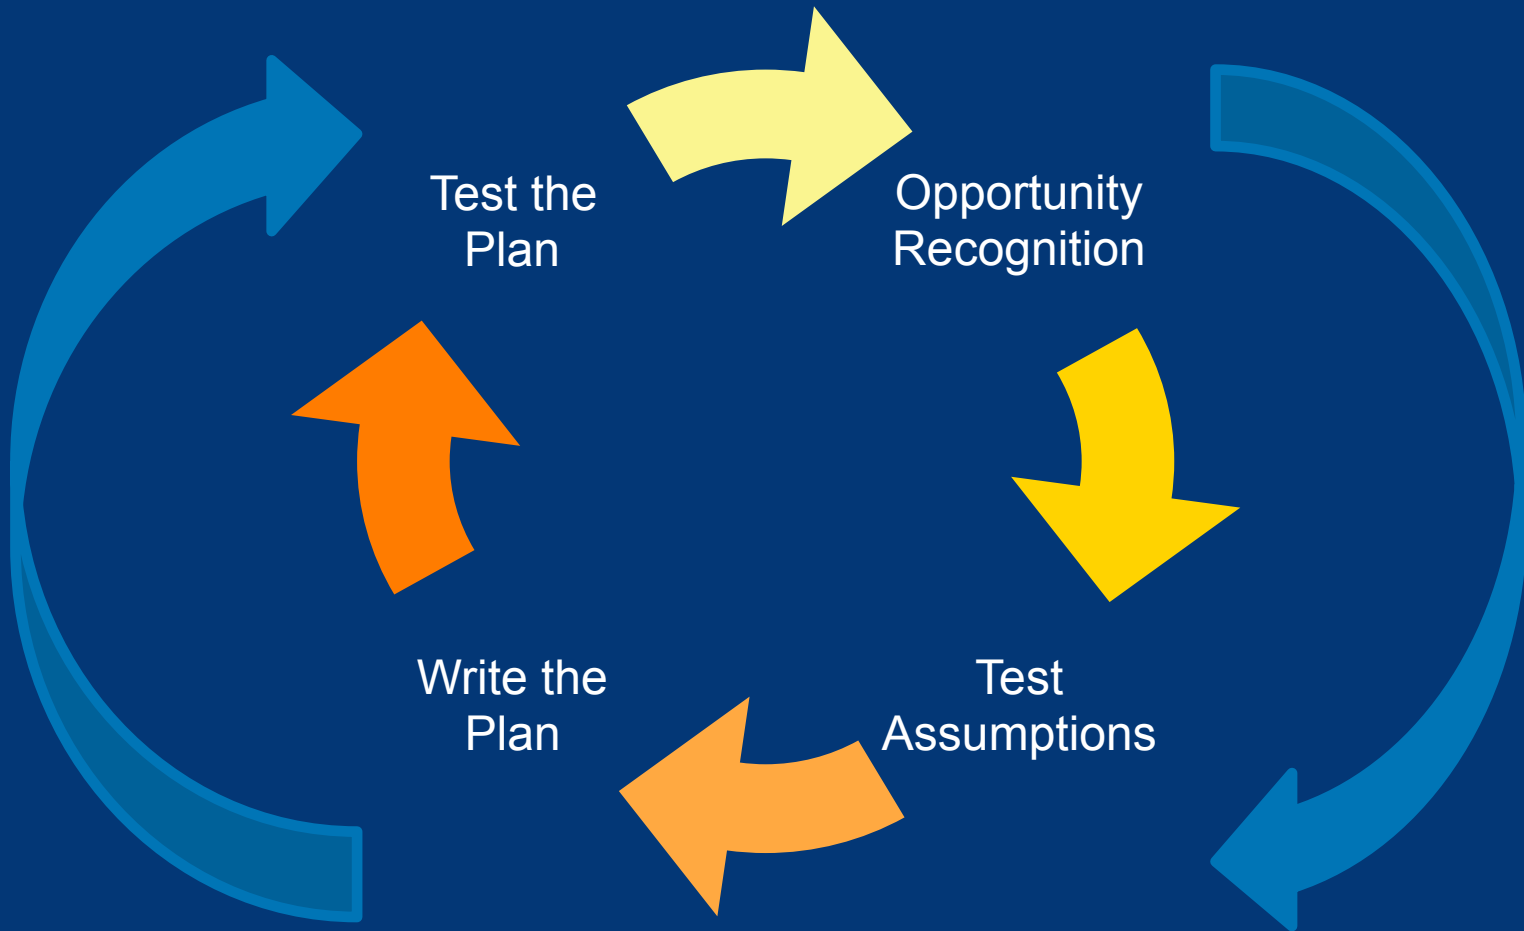 Test the
Plan
Opportunity
Recognition
Write the
Plan
Test
Assumptions